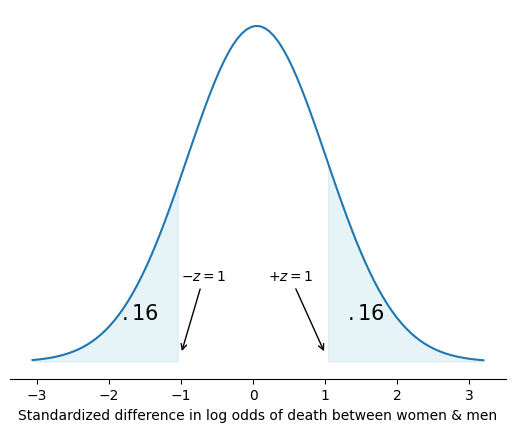 −z = 1
+z = 1
.16
.16
−3 −2 −1 0 1 2 3
Standardized difference in log odds of death between women & men